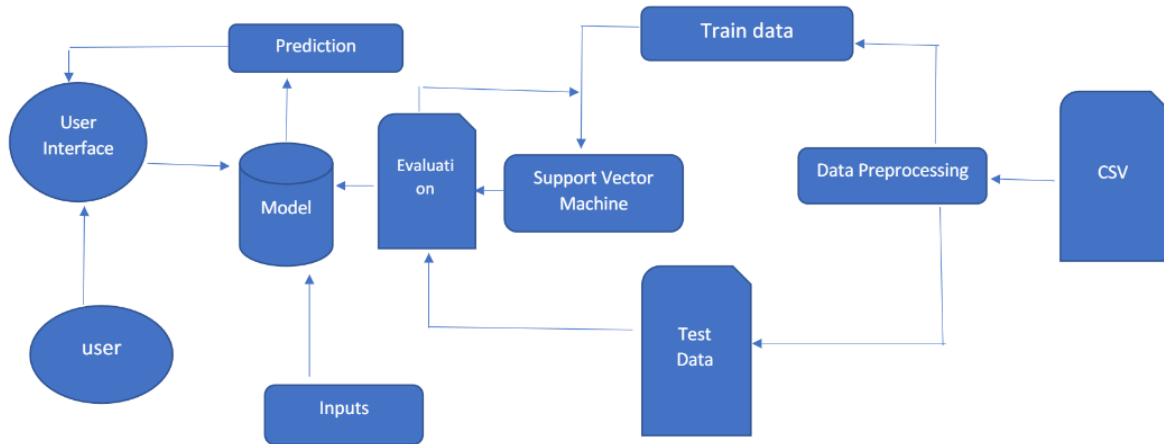 Prediction
Train data
User
Interface
Evaluati
on
Support Vector
Machine
Data Preprocessing
CSV
Model
user
Inputs
Test
Data